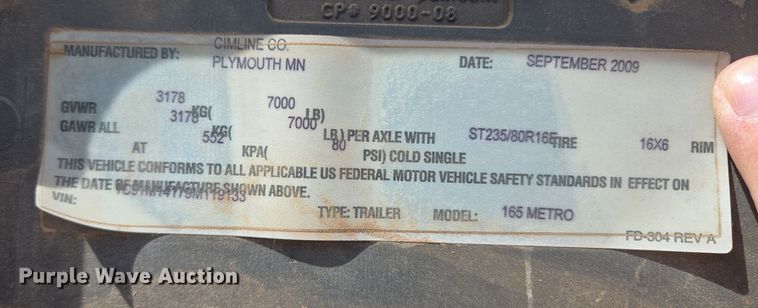 CP# 9000-08
CIMLINE CO.
MANUFACTURED BY: PLYMOUTH MN DATE: SEPTEMBER 2009
3178 7000
GVWR 3178 KG( 7000 LB)
GAWR ALL 552 KG( 80 LB) PER AXLE WITH ST235/80R16E TIRE 16X6 RIM
AT KPA( PSI) COLD SINGLE
THIS VEHICLE CONFORMS TO ALL APPLICABLE US FEDERAL MOTOR VEHICLE SAFETY STANDARDS IN EFFECT ON
THE DATE OF MANUFACTURE SHOWN ABOVE.
VIN:
TYPE: TRAILER MODEL: 165 METRO
FD-304 REV A
Purple Wave Auction